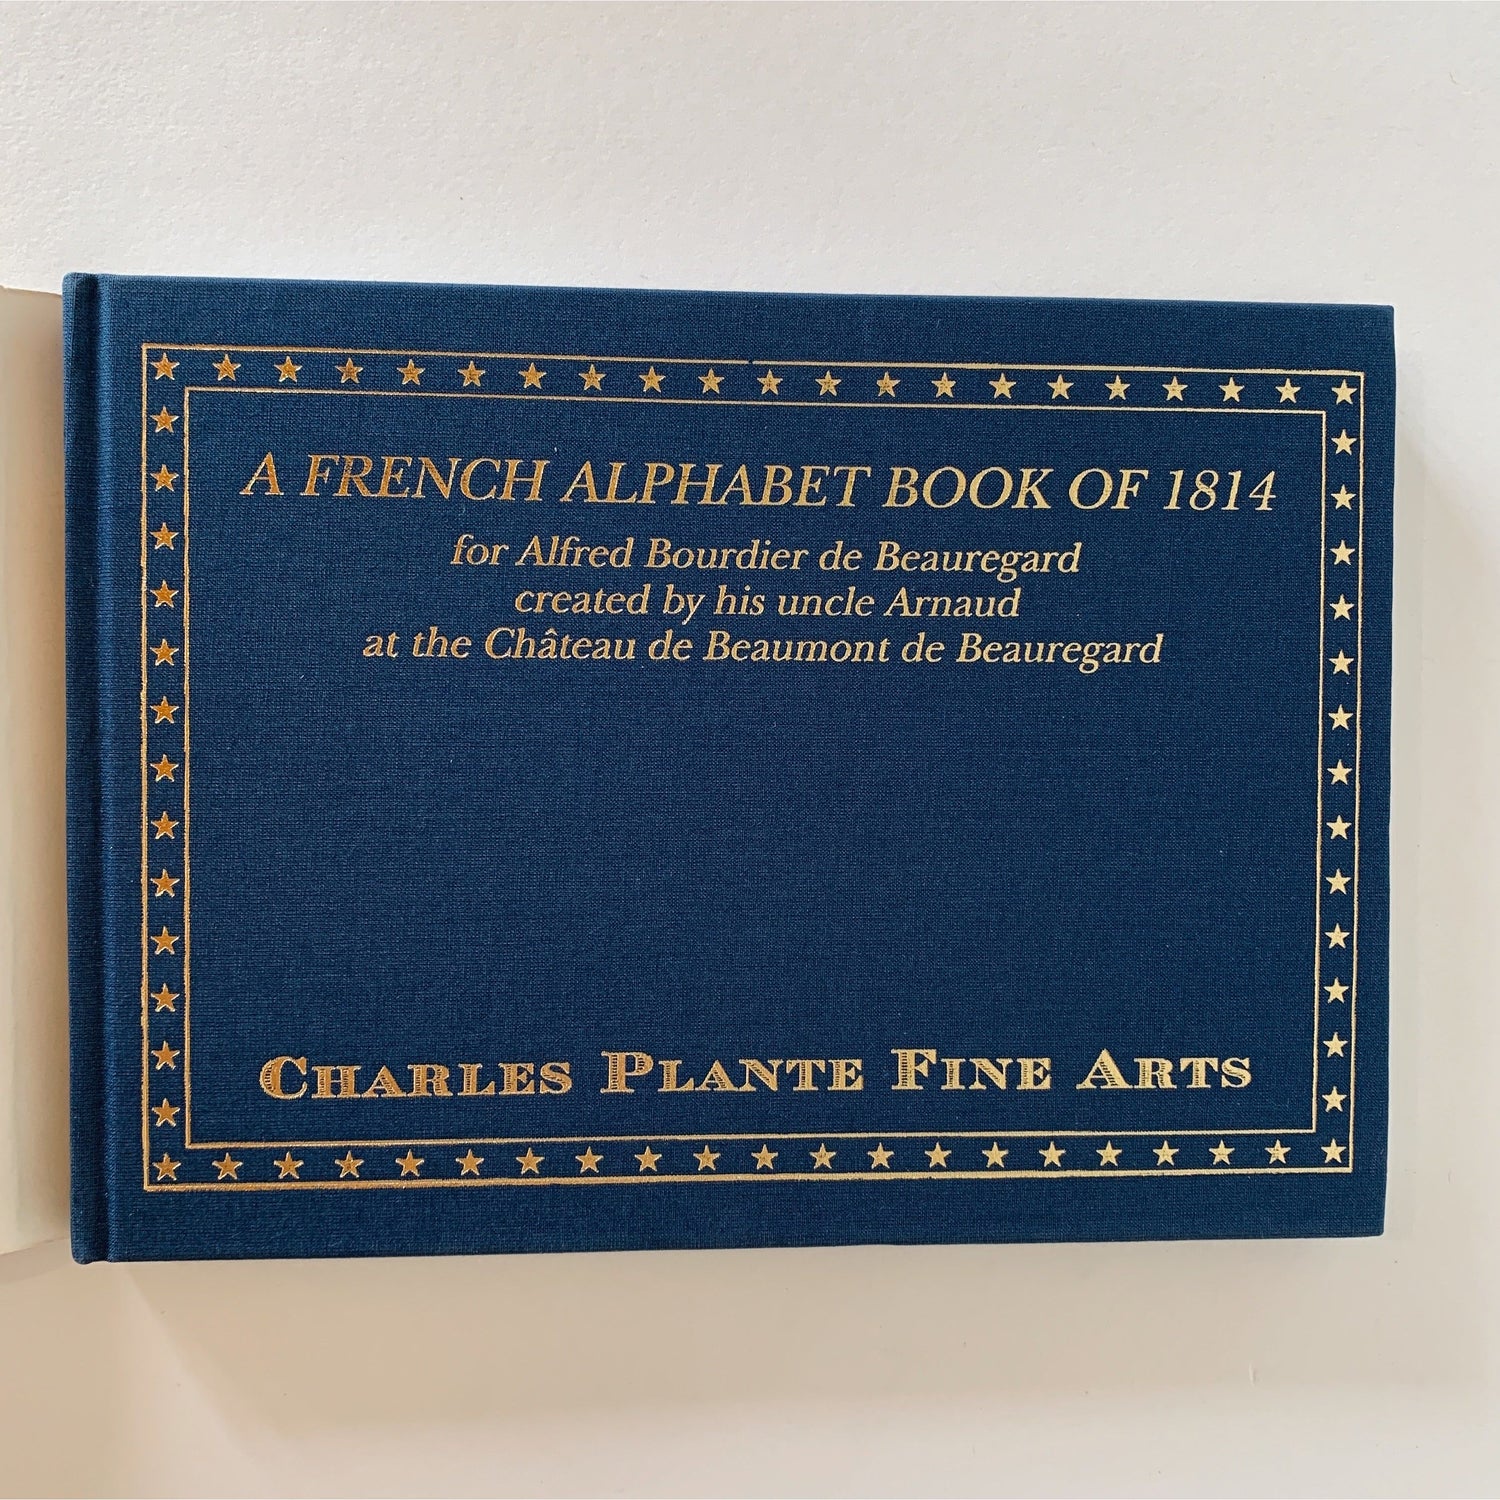 A FRENCH ALPHABET BOOK OF 1814
for Alfred Bourdier de Beauregard
created by his uncle Arnaud
at the Château de Beaumont de Beauregard
CHARLES PLANTE FINE ARTS